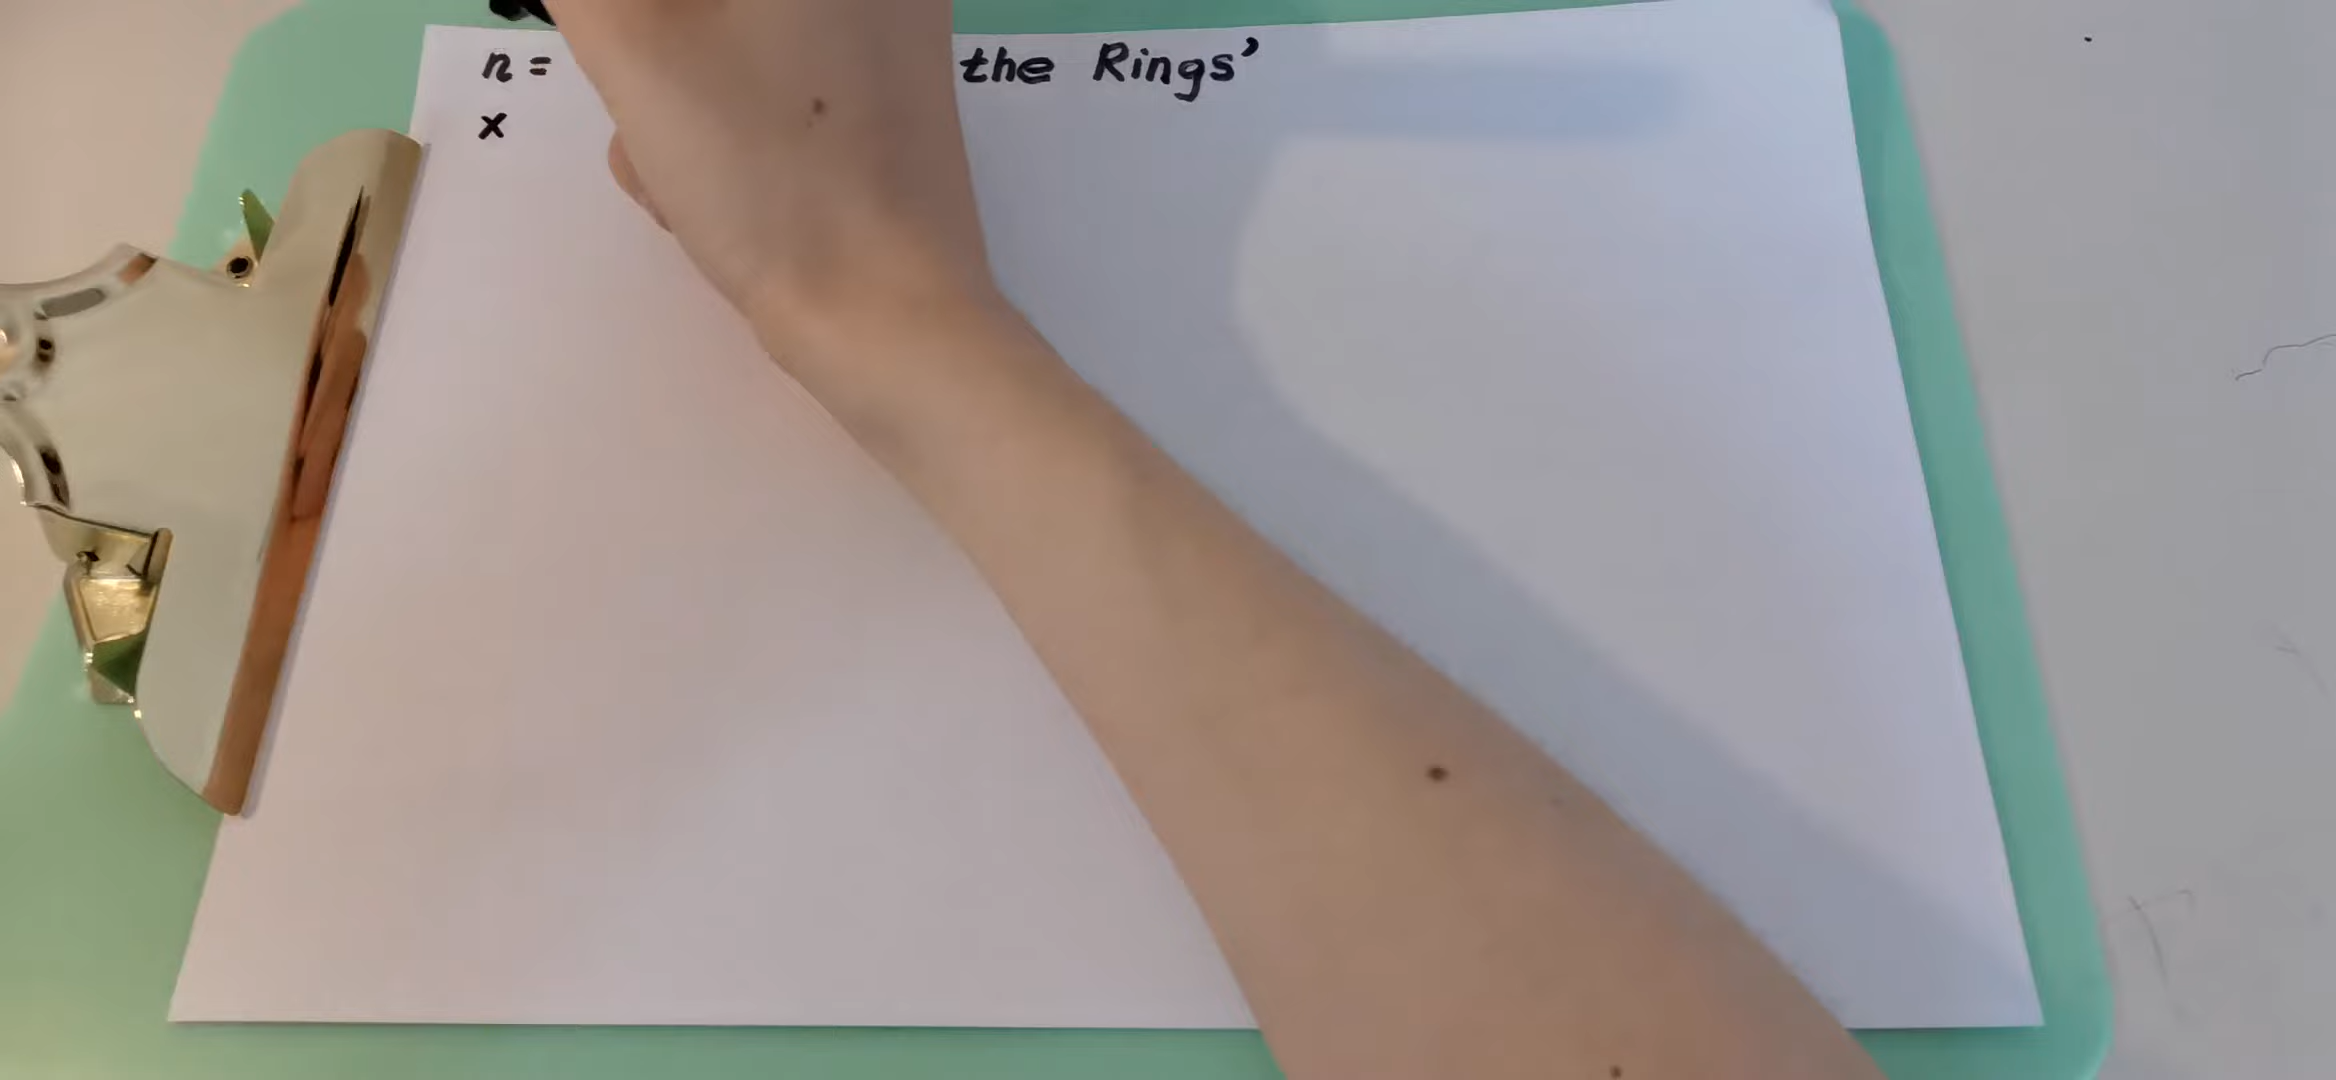 n = the Rings’
x